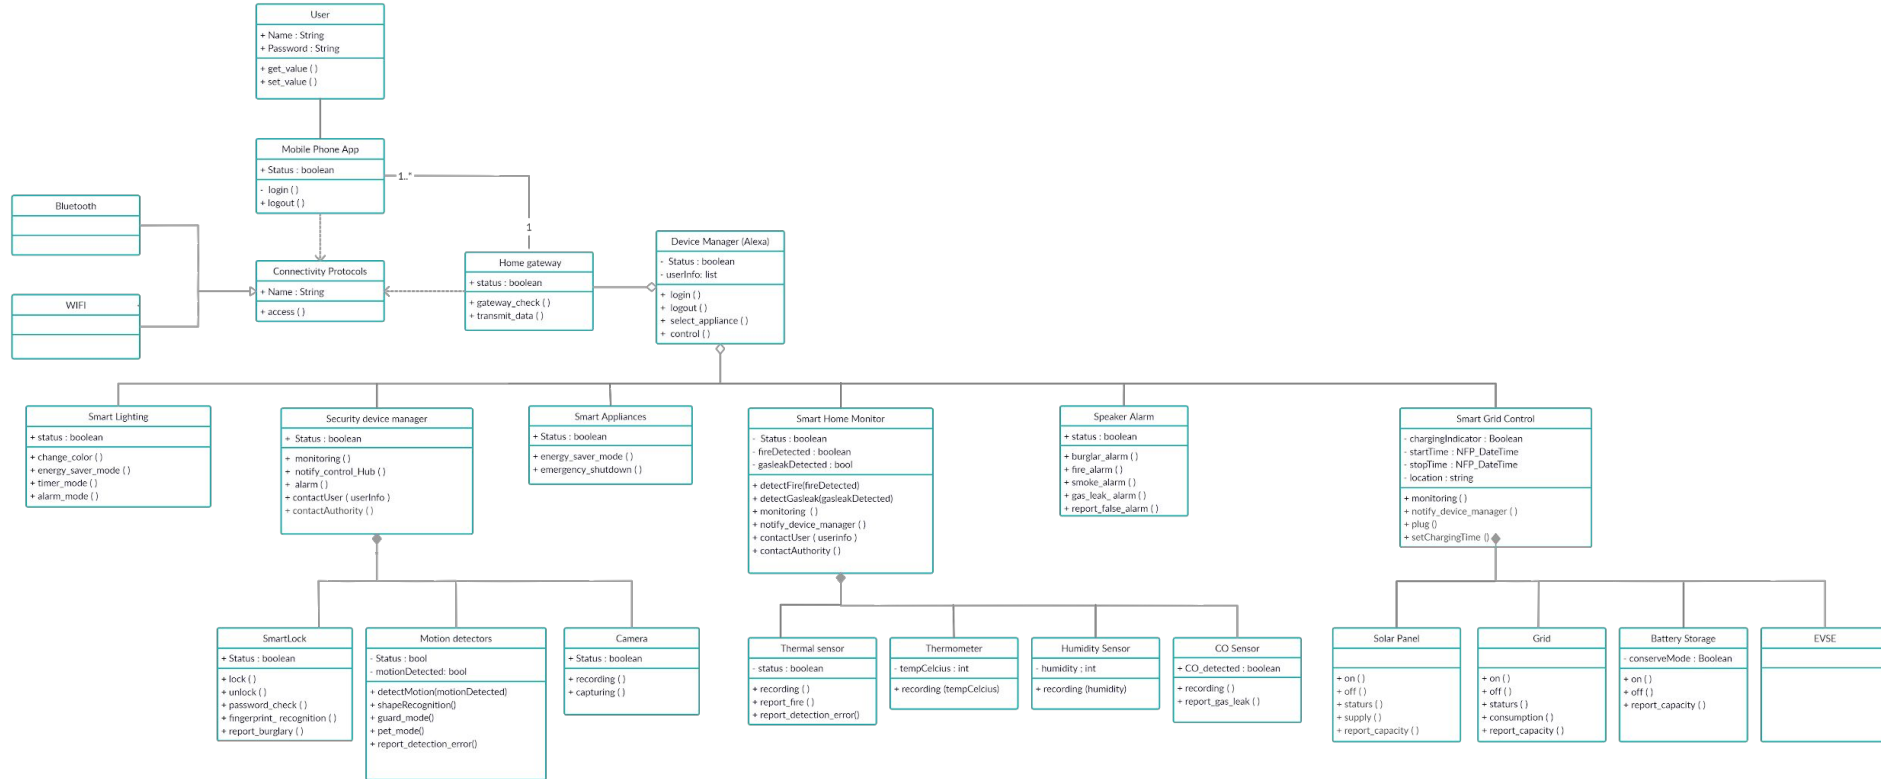 User
+ Name : String
+ Password : String
+ get_value ( )
+ set_value ( )
Mobile Phone App
+ Status : boolean
- login ( )
+ logout ( )
1..*
1
Bluetooth
WIFI
Connectivity Protocols
+ Name : String
+ access ( )
Home gateway
+ status : boolean
+ gateway_check ( )
+ transmit_data ( )
Device Manager (Alexa)
- Status : boolean
- userInfo: list
+ login ( )
+ logout ( )
+ select_appliance ( )
+ control ( )
Smart Lighting
+ status : boolean
+ change_color ( )
+ energy_saver_mode ( )
+ timer_mode ( )
+ alarm_mode ( )
Security device manager
+ Status : boolean
+ monitoring ( )
+ notify_control_Hub ( )
+ alarm ( )
+ contactUser ( userInfo )
+ contactAuthority ( )
Smart Appliances
+ Status : boolean
+ energy_saver_mode ( )
+ emergency_shutdown ( )
Smart Home Monitor
- Status : boolean
- fireDetected : boolean
- gasleakDetected : bool
+ detectFire(fireDetected)
+ detectGasleak(gasleakDetected)
+ monitoring ( )
+ notify_device_manager ( )
+ contactUser ( userinfo )
+ contactAuthority ( )
Speaker Alarm
+ status : boolean
+ burglar_alarm ( )
+ fire_alarm ( )
+ smoke_alarm ( )
+ gas_leak_ alarm ( )
+ report_false_alarm ( )
Smart Grid Control
- chargingIndicator : Boolean
- startTime : NFP_DateTime
- stopTime : NFP_DateTime
- location : string
+ monitoring ( )
+ notify_device_manager ( )
+ plug ()
+ setChargingTime ()
SmartLock
+ Status : boolean
+ lock ( )
+ unlock ( )
+ password_check ( )
+ fingerprint_ recognition ( )
+ report_burglary ( )
Motion detectors
- Status : bool
- motionDetected: bool
+ detectMotion(motionDetected)
+ shapeRecognition()
+ guard_mode()
+ pet_mode()
+ report_detection_error()
Camera
+ Status : boolean
+ recording ( )
+ capturing ( )
Thermal sensor
- status : boolean
+ recording ( )
+ report_fire ( )
+ report_detection_error()
Thermometer
- tempCelcius : int
+ recording (tempCelcius)
Humidity Sensor
- humidity ; int
+ recording (humidity)
CO Sensor
+ CO_detected : boolean
+ recording ( )
+ report_gas_leak ( )
Solar Panel
+ on ( )
+ off ( )
+ staturs ( )
+ supply ( )
+ report_capacity ( )
Grid
+ on ( )
+ off ( )
+ staturs ( )
+ consumption ( )
+ report_capacity ( )
Battery Storage
- conserveMode : Boolean
+ on ( )
+ off ( )
+ report_capacity ( )
EVSE